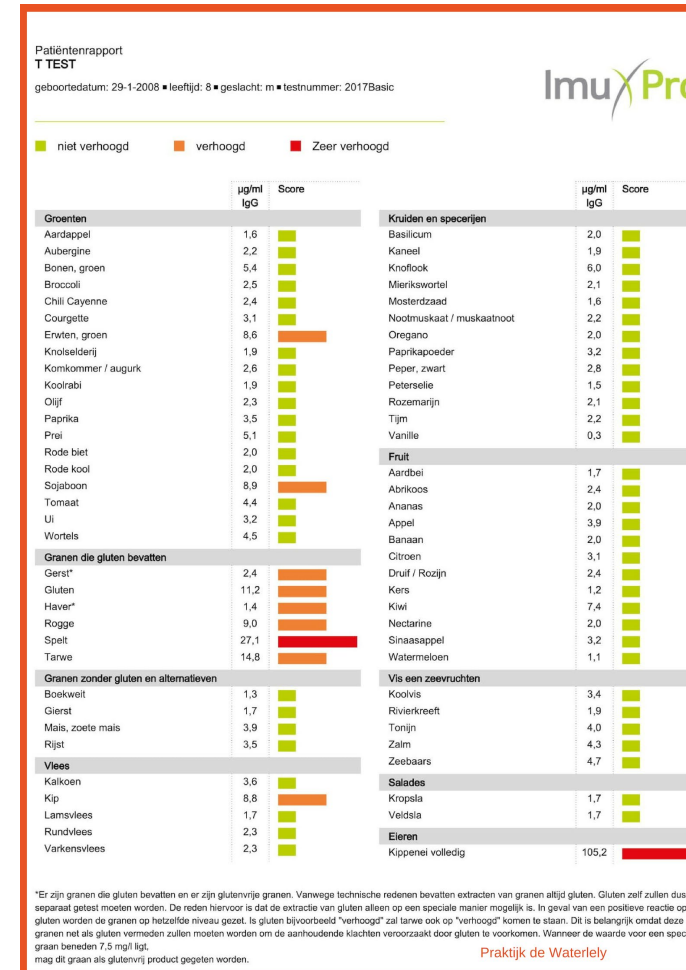 Patiëntenrapport
T TEST
geboortedatum: 29-1-2008 ■ leeftijd: 8 ■ geslacht: m ■ testnummer: 2017Basic
ImuXPro
niet verhoogd verhoogd Zeer verhoogd
µg/ml Score
IgG
Groenten
Aardappel 1,6
Aubergine 2,2
Bonen, groen 5,4
Broccoli 2,5
Chili Cayenne 2,4
Courgette 3,1
Erwten, groen 8,6
Knolselderij 1,9
Komkommer / augurk 2,6
Koolrabi 1,9
Olijf 2,3
Paprika 3,5
Prei 5,1
Rode biet 2,0
Rode kool 2,0
Sojaboon 8,9
Tomaat 4,4
Ui 3,2
Wortels 4,5
Granen die gluten bevatten
Gerst* 2,4
Gluten 11,2
Haver* 1,4
Rogge 9,0
Spelt 27,1
Tarwe 14,8
Granen zonder gluten en alternatieven
Boekweit 1,3
Gierst 1,7
Mais, zoete mais 3,9
Rijst 3,5
Vlees
Kalkoen 3,6
Kip 8,8
Lamsvlees 1,7
Rundvlees 2,3
Varkensvlees 2,3
µg/ml Score
IgG
Kruiden en specerijen
Basilicum 2,0
Kaneel 1,9
Knoflook 6,0
Mierikswortel 2,1
Mosterdzaad 1,6
Nootmuskaat / muskaatnoot 2,2
Oregano 2,0
Paprikapoeder 3,2
Peper, zwart 2,8
Peterselie 1,5
Rozemarijn 2,1
Tijm 2,2
Vanille 0,3
Fruit
Aardbei 1,7
Abrikoos 2,4
Ananas 2,0
Appel 3,9
Banaan 2,0
Citroen 3,1
Druif / Rozijn 2,4
Kers 1,2
Kiwi 7,4
Nectarine 2,0
Sinaasappel 3,2
Watermeloen 1,1
Vis een zeevruchten
Koolvis 3,4
Rivierkreeft 1,9
Tonijn 4,0
Zalm 4,3
Zeebaars 4,7
Salades
Kropsla 1,7
Veldsla 1,7
Eieren
Kippenei volledig 105,2
*Er zijn granen die gluten bevatten en er zijn glutenvrije granen. Vanwege technische redenen bevatten extracten van granen altijd gluten. Gluten zelf zullen dus
separaat getest moeten worden. De reden hiervoor is dat de extractie van gluten alleen op een speciale manier mogelijk is. In geval van een positieve reactie op
gluten worden de granen op hetzelfde niveau gezet. Is gluten bijvoorbeeld "verhoogd" zal tarwe ook op "verhoogd" komen te staan. Dit is belangrijk omdat deze
granen net als gluten vermeden zullen moeten worden om de aanhoudende klachten veroorzaakt door gluten te voorkomen. Wanneer de waarde voor een spec
graan beneden 7,5 mg/l ligt,
mag dit graan als glutenvrij product gegeten worden.
Praktijk de Waterlely